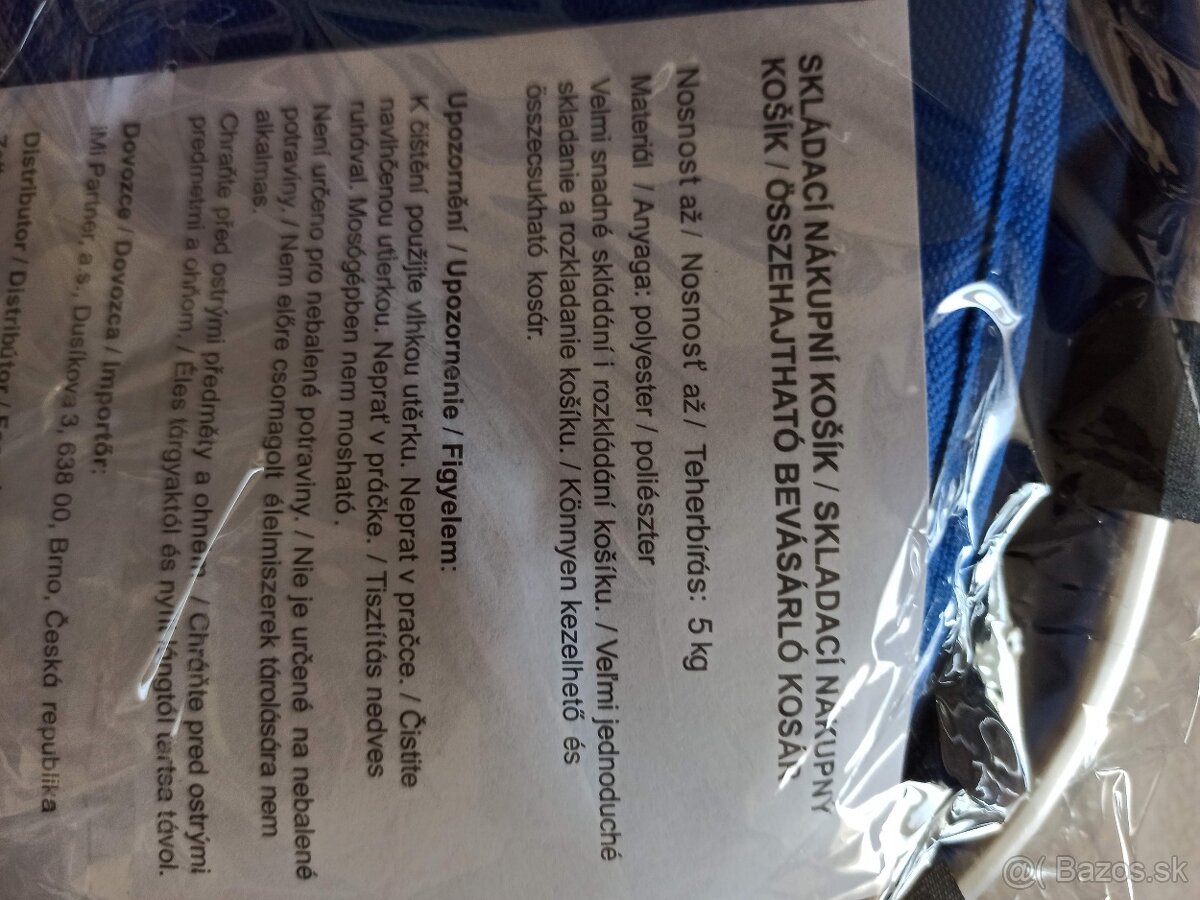 SKLÁDACÍ NÁKUPNÍ KOŠÍK / SKLADACÍ NÁKUPNÝ
KOŠÍK / ÖSSZEHAJTHATÓ BEVÁSÁRLÓ KOSÁR
Nosnost až / Nosnosť až / Teherbírás: 5 kg
Materiál / Anyaga: polyester / poliészter
Velmi snadné skládání i rozkládání košíku. / Veľmi jednoduché
skladanie a rozkladanie košíku. / Könnyen kezelhető és
összecsukható kosár.
Upozornění / Upozornenie / Figyelem:
K čištění použijte vlhkou utěrku. Neprat v pračce. / Čistite
navlhčenou utierkou. Neprať v práčke. / Tisztítás nedves
ruhával. Mosógépben nem mosható .
Není určeno pro nebalené potraviny. / Nie je určené na nebalené
potraviny. / Nem előre csomagolt élelmiszerek tárolására nem
alkalmas.
Chraňte před ostrými předměty a ohněm. / Chráňte pred ostrými
predmetmi a ohňom. / Éles tárgyaktól és nyílt lángtól tartsa távol.
Dovozce / Dovozca / Importőr:
iMi Partner, a.s., Dusíkova 3, 638 00, Brno, Česká republika
Distributor / Distribútor /
@( Bazos.sk